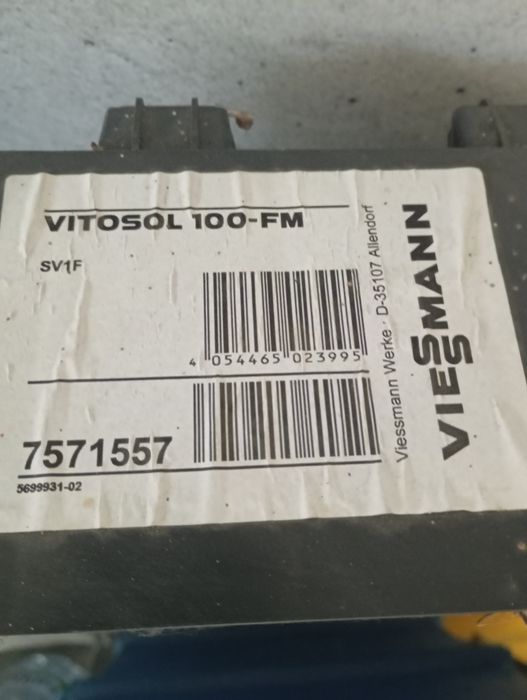 VITOSOL 100-FM
SV1F
4 054465 023995
7571557
5699931-02
Viessmann Werke · D-35107 Allendorf
VIESSMANN